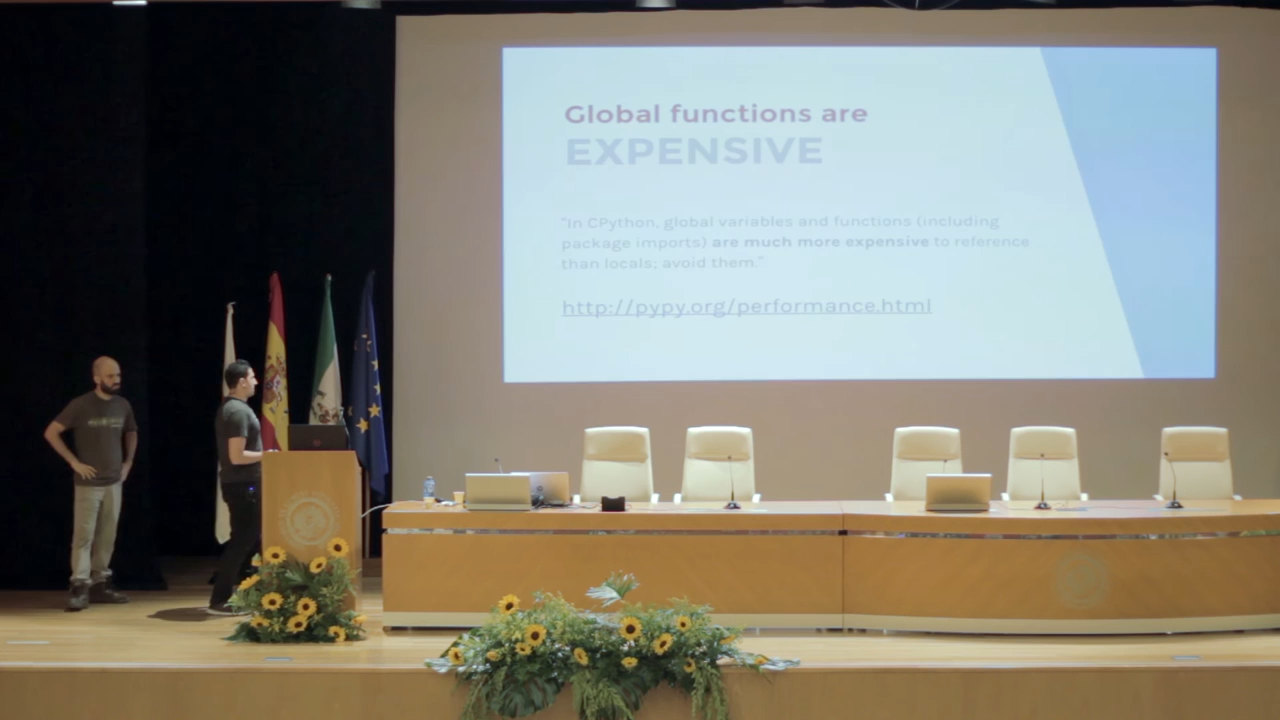 Global functions are
EXPENSIVE
"In CPython, global variables and functions (including
package imports) are much more expensive to reference
than locals; avoid them."
http://pypy.org/performance.html